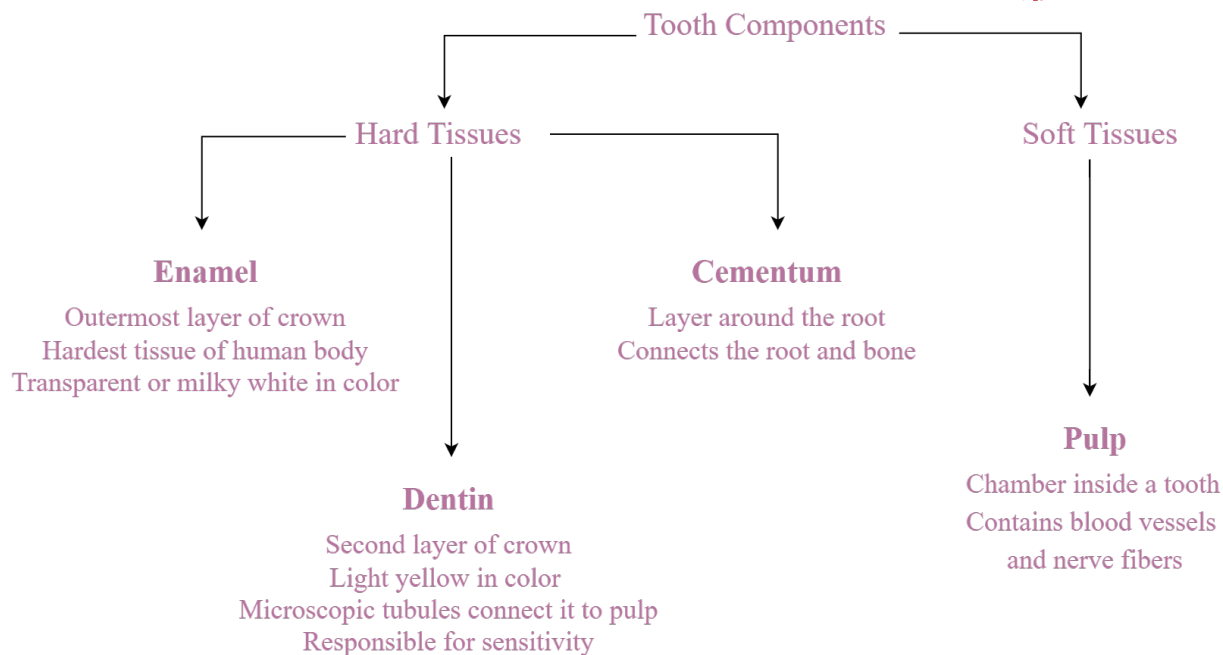 Tooth Components
Hard Tissues
Soft Tissues
Enamel
Outermost layer of crown
Hardest tissue of human body
Transparent or milky white in color
Cementum
Layer around the root
Connects the root and bone
Dentin
Second layer of crown
Light yellow in color
Microscopic tubules connect it to pulp
Responsible for sensitivity
Pulp
Chamber inside a tooth
Contains blood vessels
and nerve fibers